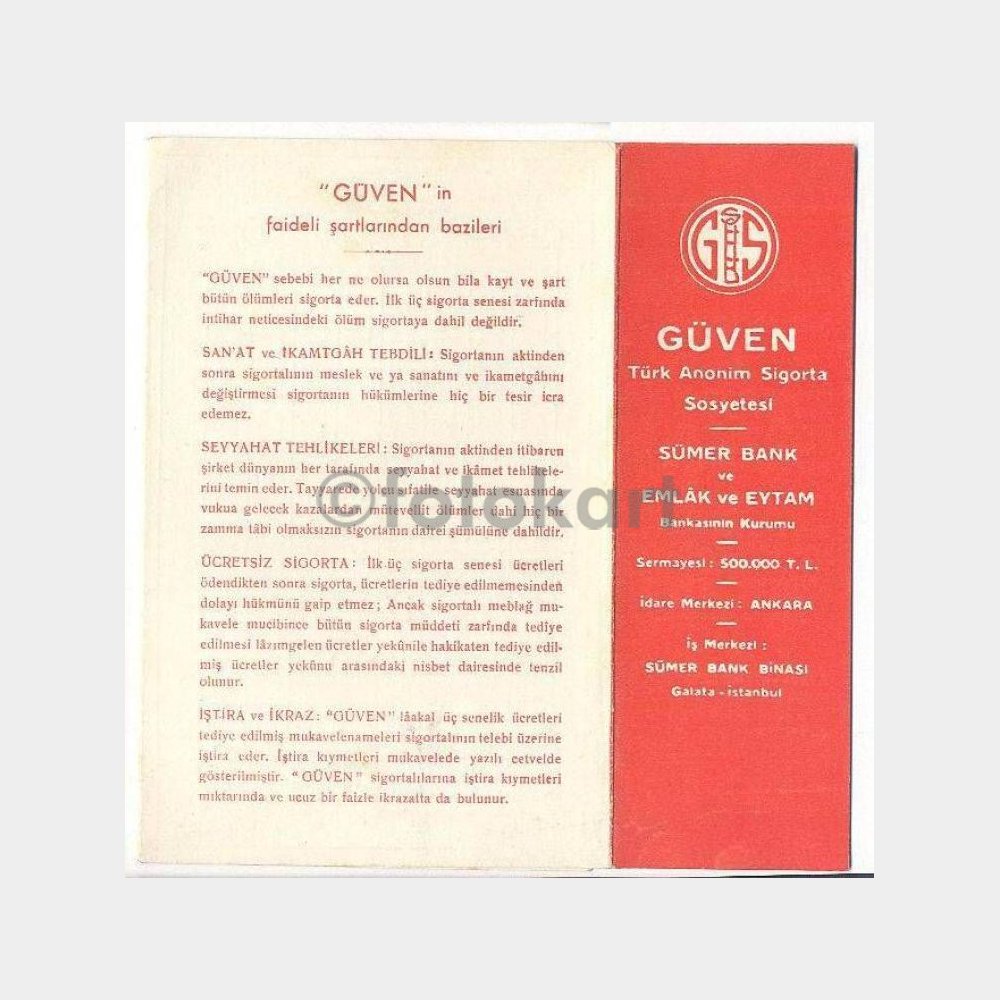 "GÜVEN" in
faideli şartlarından bazileri
"GÜVEN" sebebi her ne olursa olsun bila kayt ve şart
bütün ölümleri sigorta eder. İlk üç sigorta senesi zarfında
intihar neticesindeki ölüm sigortaya dahil değildir.
SAN'AT ve İKAMTGÂH TEBDİLİ: Sigortanın aktinden
sonra sigortalının meslek ve ya sanatını ve ikametgâhını
değiştirmesi sigortanın hükümlerine hiç bir tesir icra
edemez.
SEYYAHAT TEHLİKELERİ: Sigortanın aktinden itibaren
şirket dünyanın her tarafında seyyahat ve ikâmet tehlikele-
rini temin eder. Tayyarede yolcu sıfatile seyyahat esnasında
vukua gelecek kazalardan mütevellit ölümler dahi hiç bir
zamma tâbi olmaksızın sigortanın dairei şümulüne dahildir.
ÜCRETSİZ SİGORTA: İlk üç sigorta senesi ücretleri
ödendikten sonra sigorta, ücretlerin tediye edilmemesinden
dolayı hükmünü gaip etmez; Ancak sigortalı meblağ mu-
kavele mucibince bütün sigorta müddeti zarfında tediye
edilmesi lâzımgelen ücretler yekûnile hakikaten tediye edil-
miş ücretler yekûnu arasındaki nisbet dairesinde tenzil
olunur.
İŞTİRA ve İKRAZ: "GÜVEN" lâakal üç senelik ücretleri
tediye edilmiş mukavelenameleri sigortalının telebi üzerine
iştira eder. İştira kıymetleri mukavelede yazılı cetvelde
gösterilmiştir. "GÜVEN" sigortalılarına iştira kıymetleri
mıktarında ve ucuz bir faizle ikrazatta da bulunur.
GÜVEN
Türk Anonim Sigorta
Sosyetesi
SÜMER BANK
ve
EMLÂK ve EYTAM
Bankasının Kurumu
Sermayesi: 500.000 T. L.
İdare Merkezi: ANKARA
İş Merkezi:
SÜMER BANK BİNASI
Galata - İstanbul
©folokart